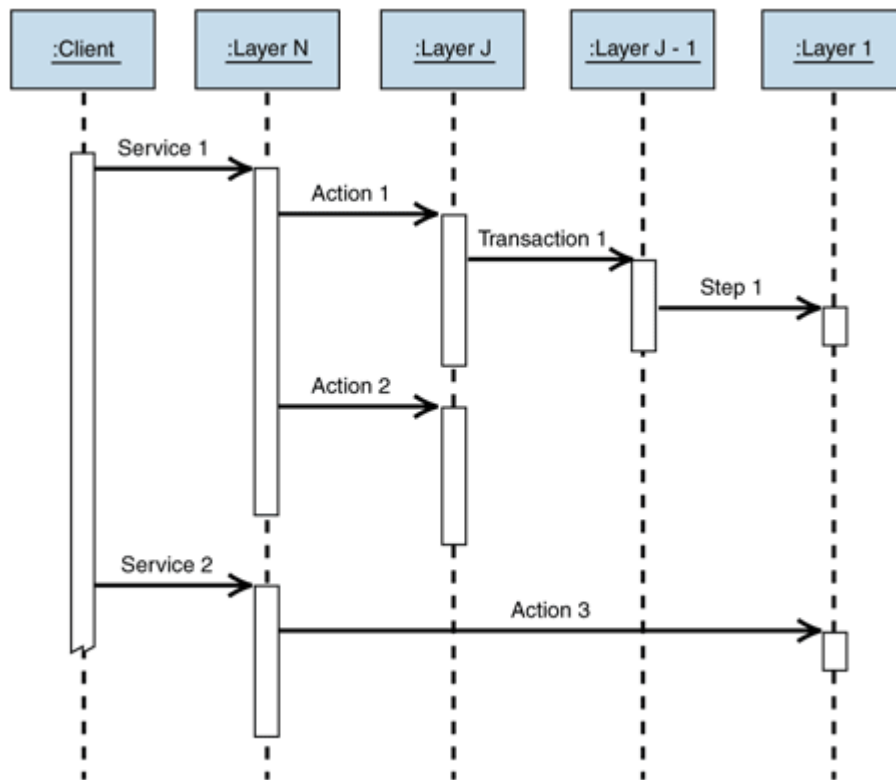 :Client
:Layer N
:Layer J
:Layer J - 1
:Layer 1
Service 1
Action 1
Transaction 1
Step 1
Action 2
Service 2
Action 3